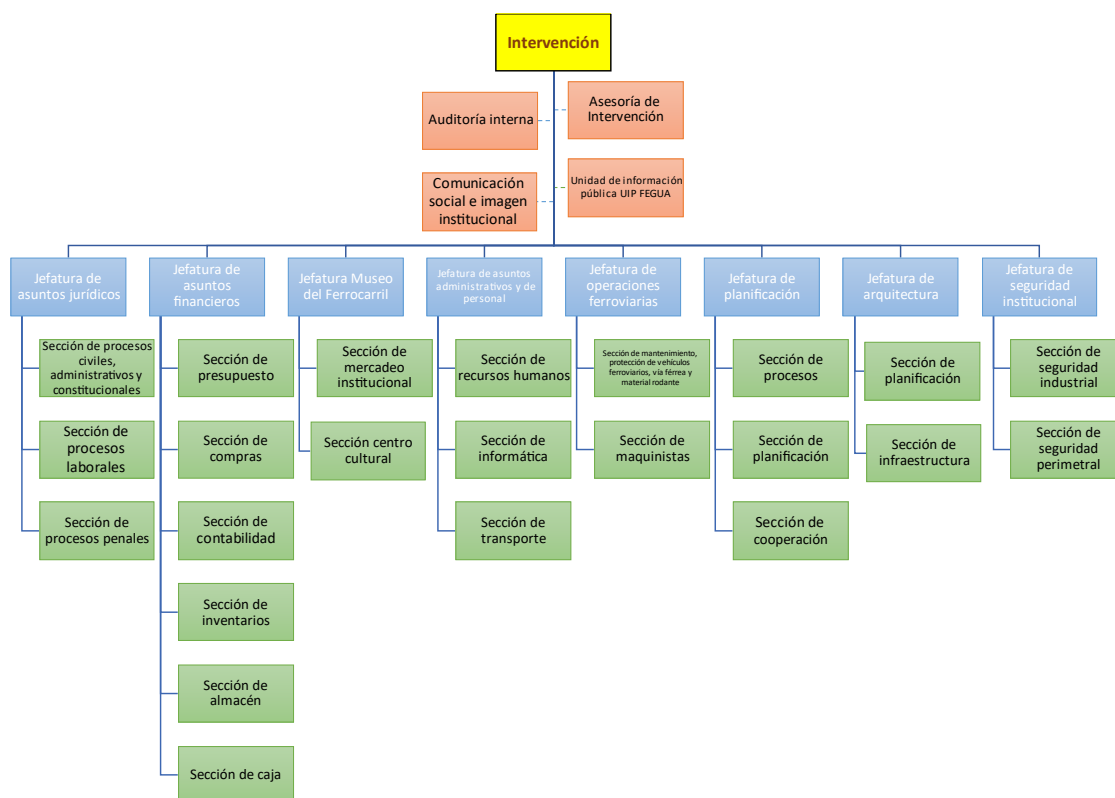 Intervención
Auditoría interna
Asesoría de
Intervención
Comunicación
social e imagen
institucional
Unidad de información
pública UIP FEGUA
Jefatura de
asuntos jurídicos
Jefatura de
asuntos
financieros
Jefatura Museo
del Ferrocarril
Jefatura de asuntos
administrativos y de
personal
Jefatura de
operaciones
ferroviarias
Jefatura de
planificación
Jefatura de
arquitectura
Jefatura de
seguridad
institucional
Sección de procesos
civiles,
administrativos y
constitucionales
Sección de
procesos
laborales
Sección de
procesos penales
Sección de
presupuesto
Sección de
compras
Sección de
contabilidad
Sección de
inventarios
Sección de
almacén
Sección de caja
Sección de
mercadeo
institucional
Sección centro
cultural
Sección de
recursos humanos
Sección de
informática
Sección de
transporte
Sección de mantenimiento,
protección de vehículos
ferroviarios, vía férrea y
material rodante
Sección de
maquinistas
Sección de
procesos
Sección de
planificación
Sección de
cooperación
Sección de
planificación
Sección de
infraestructura
Sección de
seguridad
industrial
Sección de
seguridad
perimetral